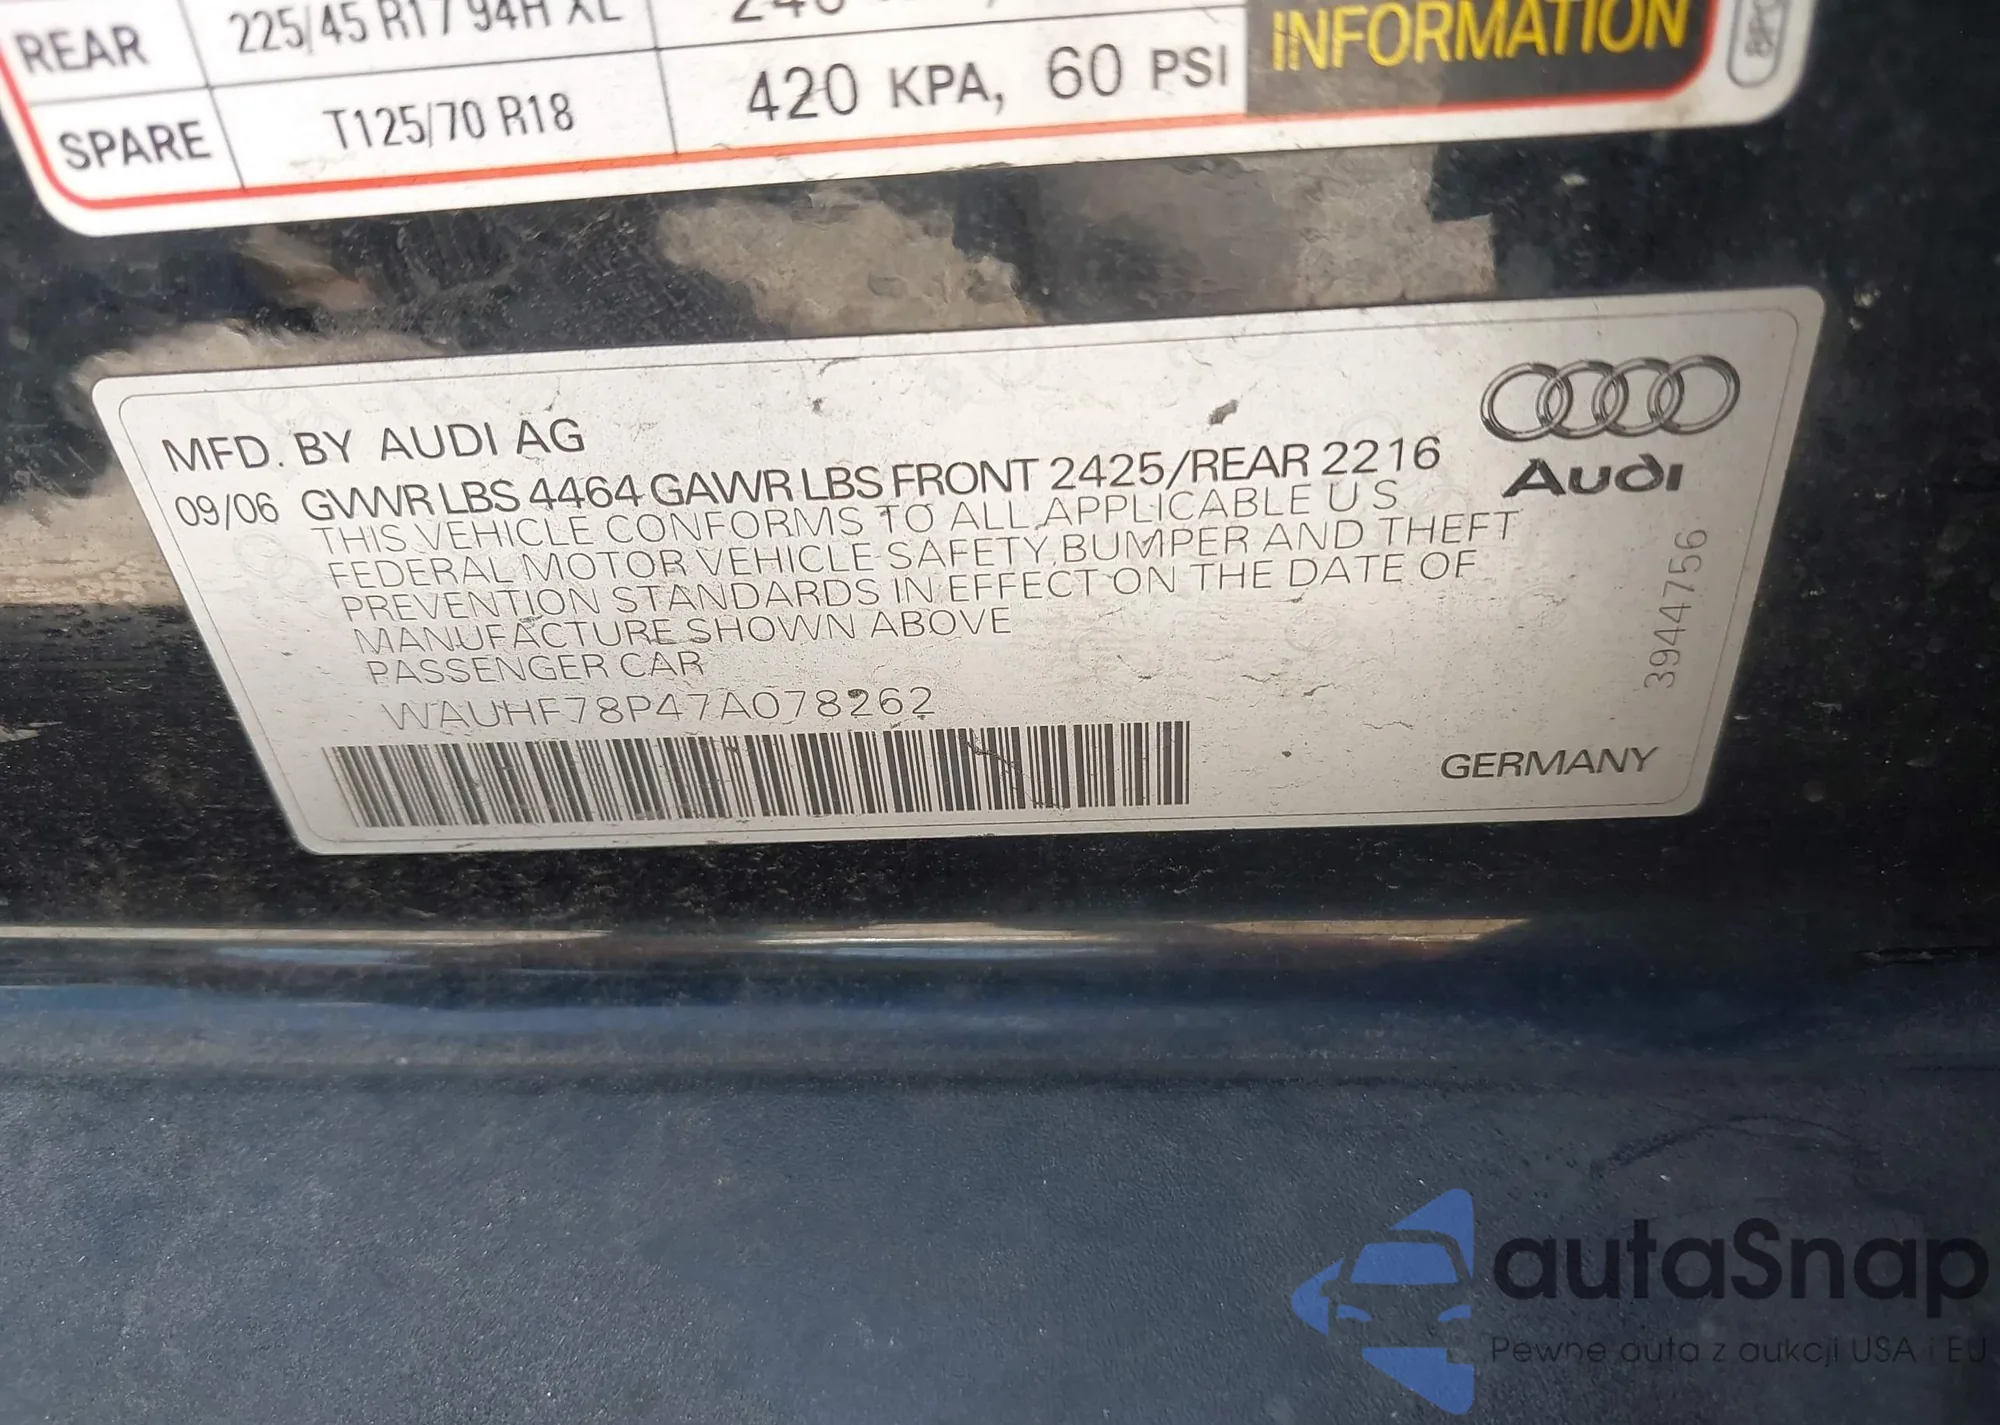 REAR 225/45 R17 94H XL
INFORMATION
SPARE T125/70 R18 420 KPA, 60 PSI
MFD. BY AUDI AG
09/06 GVWR LBS 4464 GAWR LBS FRONT 2425/REAR 2216
Audi
THIS VEHICLE CONFORMS TO ALL APPLICABLE U S
FEDERAL MOTOR VEHICLE SAFETY, BUMPER AND THEFT
PREVENTION STANDARDS IN EFFECT ON THE DATE OF
MANUFACTURE SHOWN ABOVE
PASSENGER CAR
WAUHF78P47A078262
3944756
GERMANY
autaSnap
Pewne auta z aukcji USA i EU